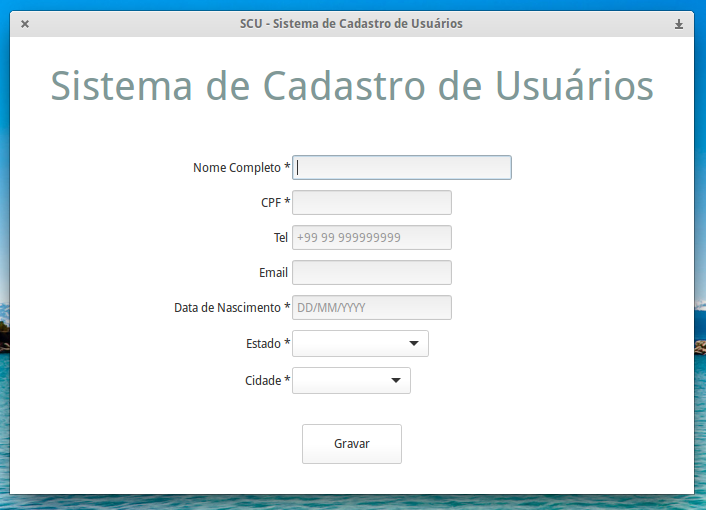 SCU - Sistema de Cadastro de Usuários
Sistema de Cadastro de Usuários
Nome Completo *
CPF *
Tel +99 99 999999999
Email
Data de Nascimento * DD/MM/YYYY
Estado *
Cidade *
Gravar